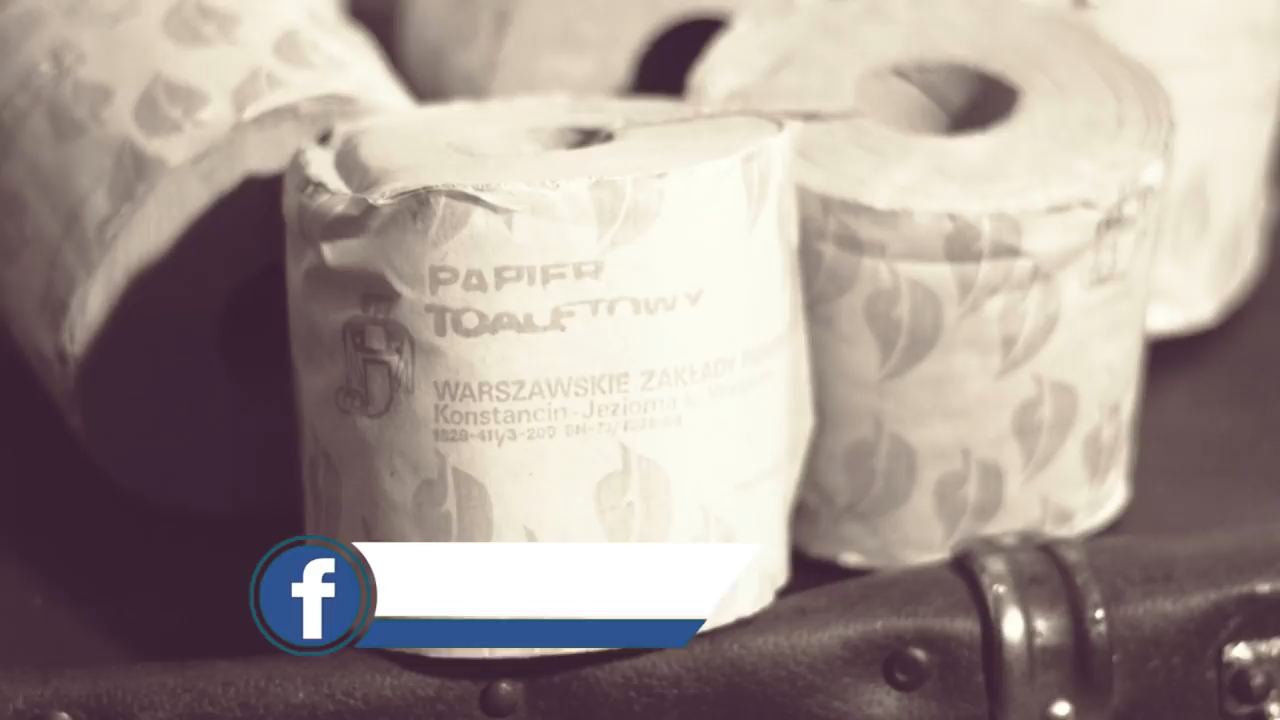 PAPIER
TOALETOWY
WARSZAWSKIE ZAKŁADY
Konstancin-Jeziorna
f